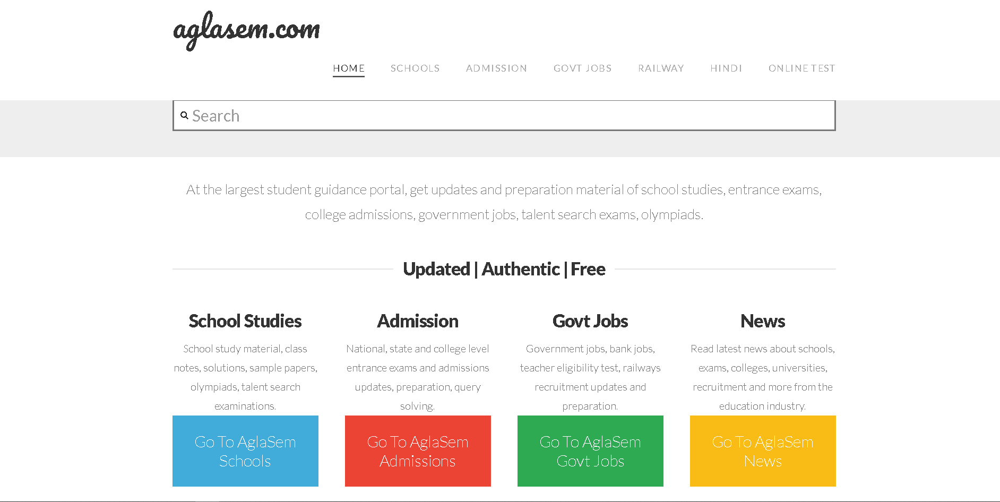 aglasem.com
HOME SCHOOLS ADMISSION GOVT JOBS RAILWAY HINDI ONLINE TEST
Search
At the largest student guidance portal, get updates and preparation material of school studies, entrance exams,
college admissions, government jobs, talent search exams, olympiads.
Updated | Authentic | Free
School Studies
School study material, class
notes, solutions, sample papers,
olympiads, talent search
examinations.
Go To AglaSem
Schools
Admission
National, state and college level
entrance exams and admissions
updates, preparation, query
solving.
Go To AglaSem
Admissions
Govt Jobs
Government jobs, bank jobs,
teacher eligibility test, railways
recruitment updates and
preparation.
Go To AglaSem
Govt Jobs
News
Read latest news about schools,
exams, colleges, universities,
recruitment and more from the
education industry.
Go To AglaSem
News